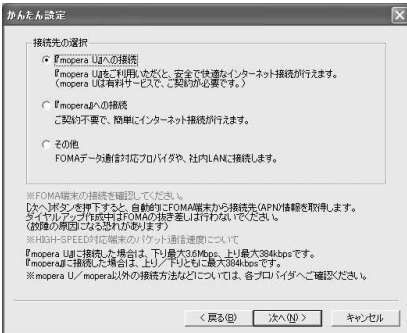 かんたん設定
接続先の選択
『mopera U』への接続
『mopera U』をご利用いただくと、安全で快適なインターネット接続が行えます。
(mopera Uは有料サービスで、ご契約が必要です。)
『mopera』への接続
ご契約不要で、簡単にインターネット接続が行えます。
その他
FOMAデータ通信対応プロバイダや、社内LANに接続します。
※FOMA端末の接続を確認してください。
[次へ]ボタンを押下すると、自動的にFOMA端末から接続先(APN)情報を取得します。
ダイヤルアップ作成中はFOMAの抜き差しは行わないでください。
(故障の原因になる恐れがあります)
※HIGH-SPEED対応端末のパケット通信速度について
『mopera U』に接続した場合は、下り最大3.6Mbps、上り最大384kbpsです。
『mopera』に接続した場合は、上り/下りともに最大384kbpsです。
※mopera U/mopera以外の接続方法などについては、各プロバイダへご確認ください。
<戻る(B) 次へ(N)> キャンセル